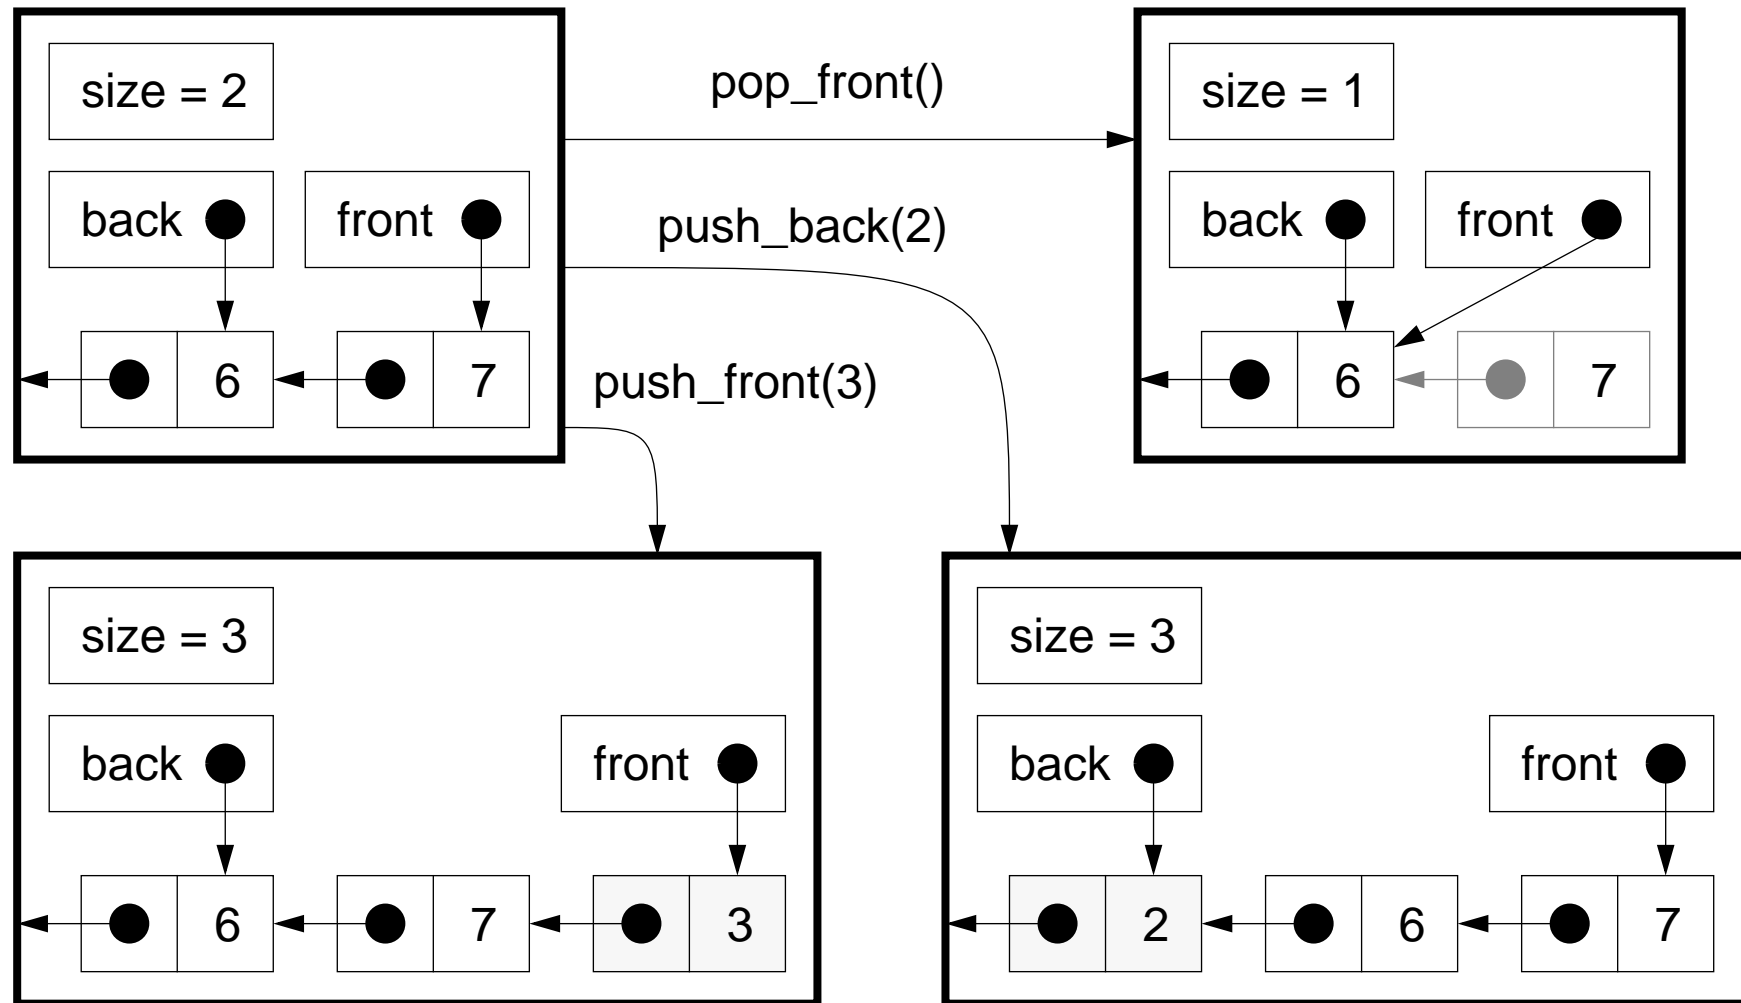 size = 2
back
front
6
7
pop_front()
push_back(2)
push_front(3)
size = 1
back
front
6
7
size = 3
back
front
6
7
3
size = 3
back
front
2
6
7